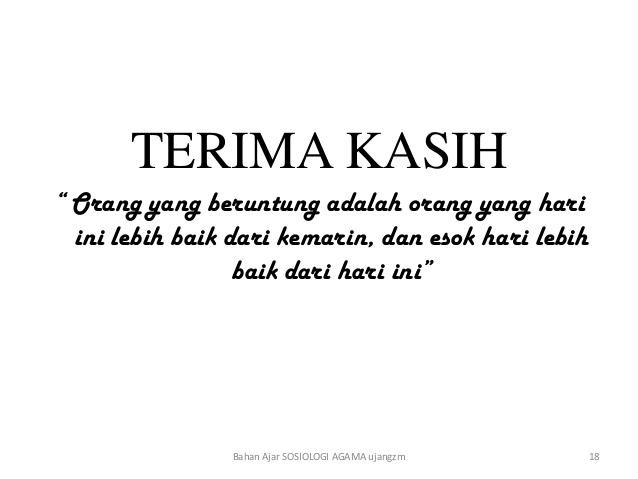 TERIMA KASIH
“ Orang yang beruntung adalah orang yang hari
ini lebih baik dari kemarin, dan esok hari lebih
baik dari hari ini”
Bahan Ajar SOSIOLOGI AGAMA ujangzm
18